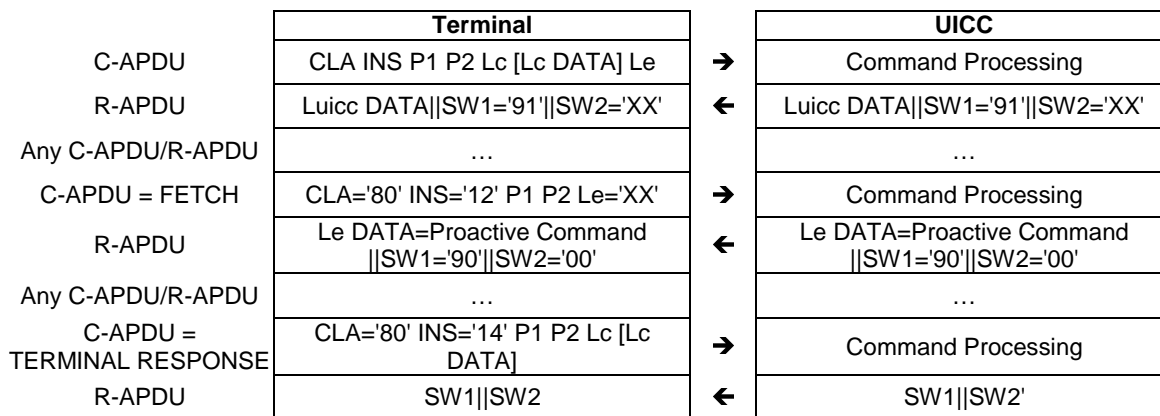 Terminal UICC
C-APDU CLA INS P1 P2 Lc [Lc DATA] Le ➔ Command Processing
R-APDU Luicc DATA||SW1='91'||SW2='XX' 🡸 Luicc DATA||SW1='91'||SW2='XX'
Any C-APDU/R-APDU … …
C-APDU = FETCH CLA='80' INS='12' P1 P2 Le='XX' ➔ Command Processing
R-APDU Le DATA=Proactive Command
||SW1='90'||SW2='00' 🡸 Le DATA=Proactive Command
||SW1='90'||SW2='00'
Any C-APDU/R-APDU … …
C-APDU =
TERMINAL RESPONSE CLA='80' INS='14' P1 P2 Lc [Lc
DATA] ➔ Command Processing
R-APDU SW1||SW2 🡸 SW1||SW2'